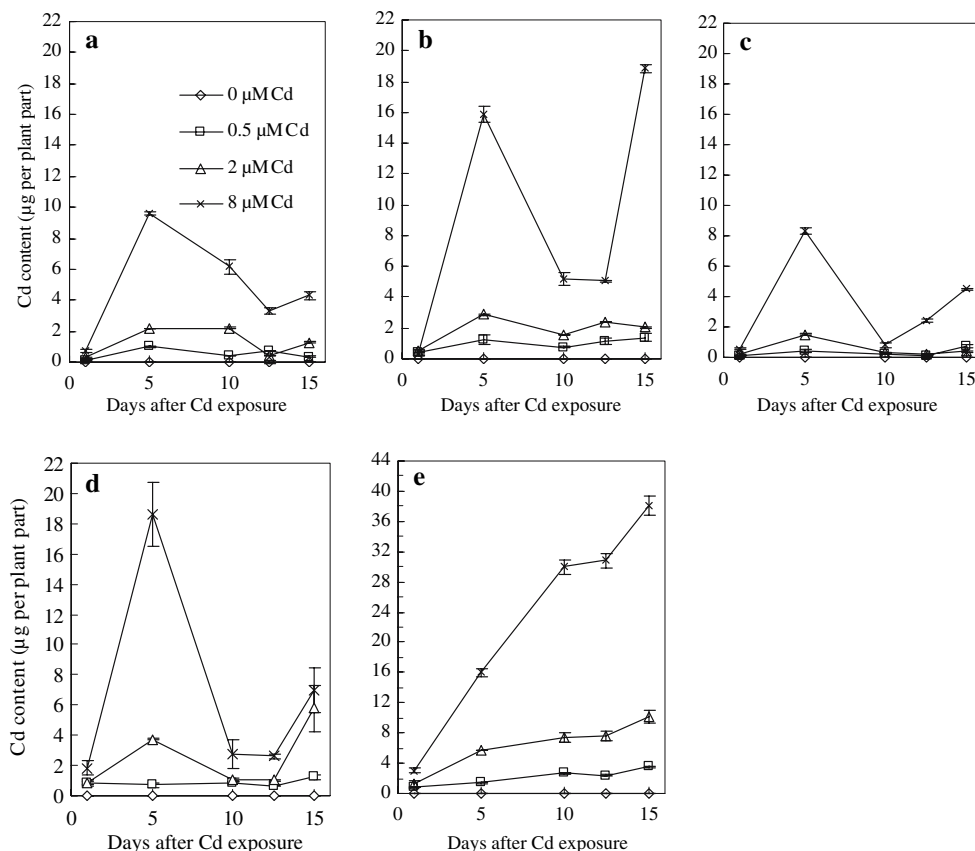 a
22
20
18
16
14
12
10
8
6
4
2
0
Cd content (µg per plant part)
0 µM Cd
0.5 µM Cd
2 µM Cd
8 µM Cd
0 5 10 15
Days after Cd exposure
b
22
20
18
16
14
12
10
8
6
4
2
0
0 5 10 15
Days after Cd exposure
c
22
20
18
16
14
12
10
8
6
4
2
0
0 5 10 15
Days after Cd exposure
d
22
20
18
16
14
12
10
8
6
4
2
0
Cd content (µg per plant part)
0 5 10 15
Days after Cd exposure
e
44
40
36
32
28
24
20
16
12
8
4
0
0 5 10 15
Days after Cd exposure